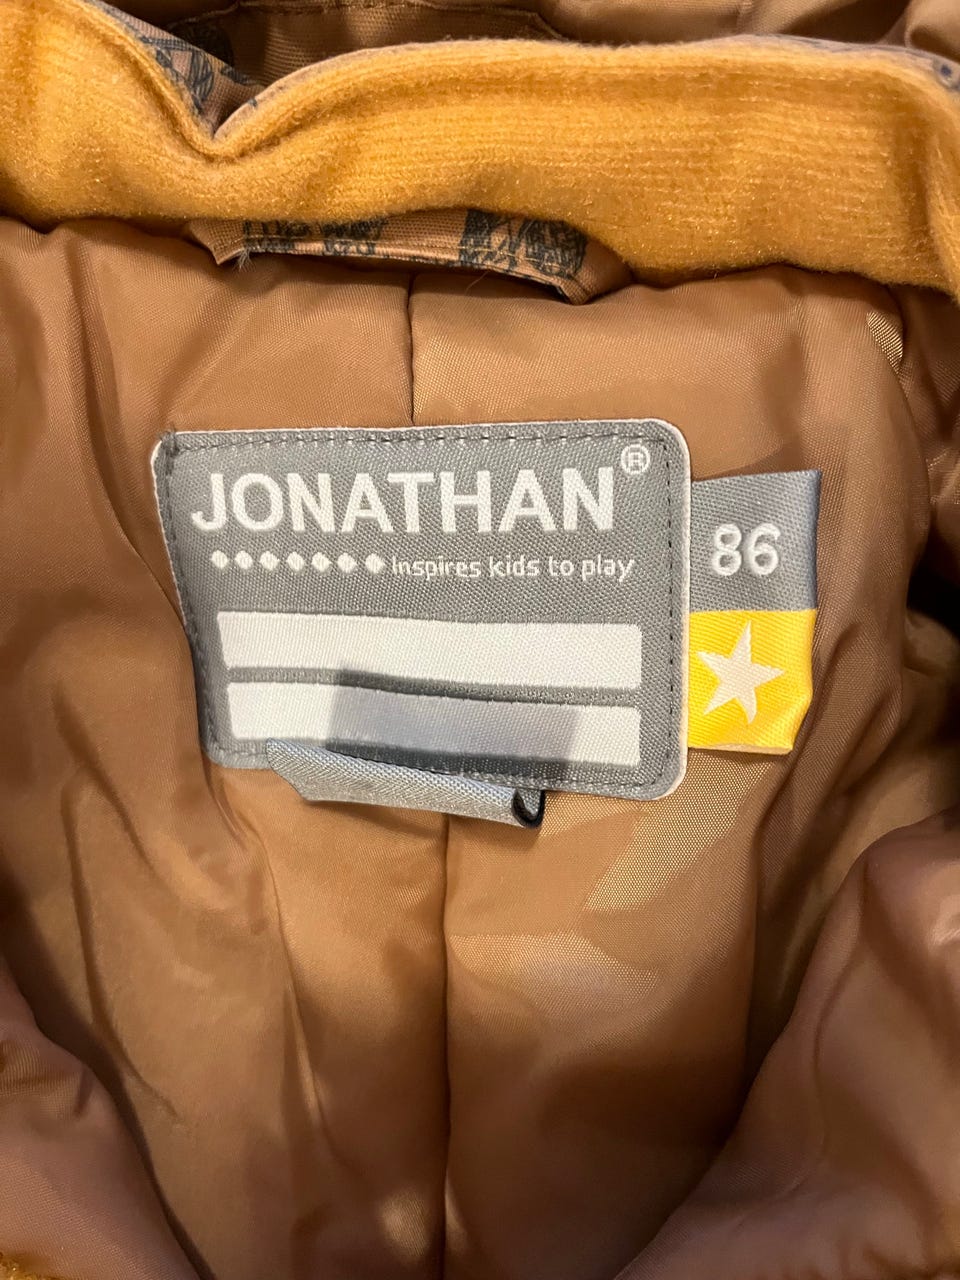 JONATHAN®
Inspires kids to play
86